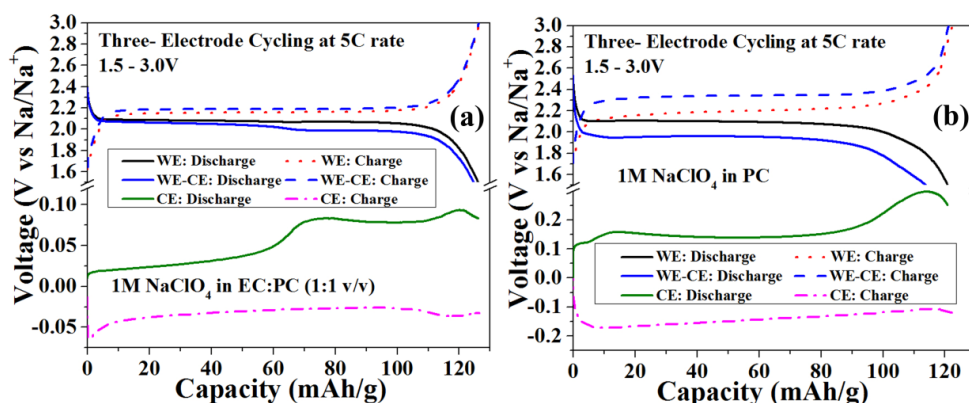 Three- Electrode Cycling at 5C rate
1.5 - 3.0V
(a)
WE: Discharge
WE: Charge
WE-CE: Discharge
WE-CE: Charge
CE: Discharge
CE: Charge
1M NaClO4 in EC:PC (1:1 v/v)
Voltage (V vs Na/Na+)
3.0
2.7
2.4
2.1
1.8
1.6
0.10
0.05
0.00
-0.05
0
20
40
60
80
100
120
Capacity (mAh/g)
Three- Electrode Cycling at 5C rate
1.5 - 3.0V
(b)
1M NaClO4 in PC
WE: Discharge
WE: Charge
WE-CE: Discharge
WE-CE: Charge
CE: Discharge
CE: Charge
Voltage (V vs Na/Na+)
3.0
2.8
2.6
2.4
2.2
2.0
1.8
1.6
0.2
0.1
0.0
-0.1
-0.2
0
20
40
60
80
100
120
Capacity (mAh/g)